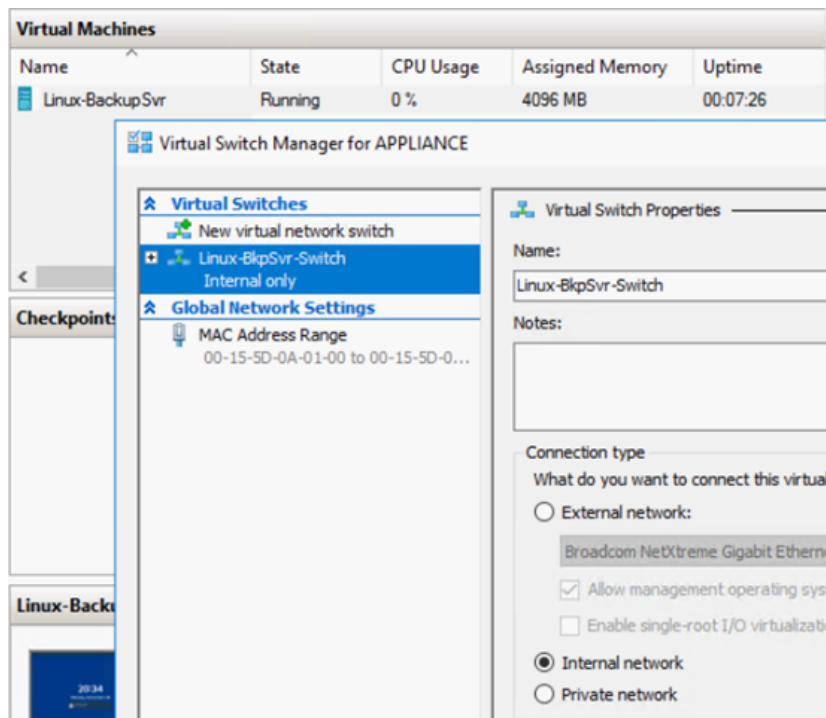 Virtual Machines
Name State CPU Usage Assigned Memory Uptime
Linux-BackupSvr Running 0 % 4096 MB 00:07:26
Virtual Switch Manager for APPLIANCE
Virtual Switches
New virtual network switch
Linux-BkpSvr-Switch
Internal only
Global Network Settings
MAC Address Range
00-15-5D-0A-01-00 to 00-15-5D-0...
Checkpoints
Linux-Backu
20:34
Virtual Switch Properties
Name:
Linux-BkpSvr-Switch
Notes:
Connection type
What do you want to connect this virtual
External network:
Broadcom NetXtreme Gigabit Etherne
Allow management operating sys
Enable single-root I/O virtualizati
Internal network
Private network